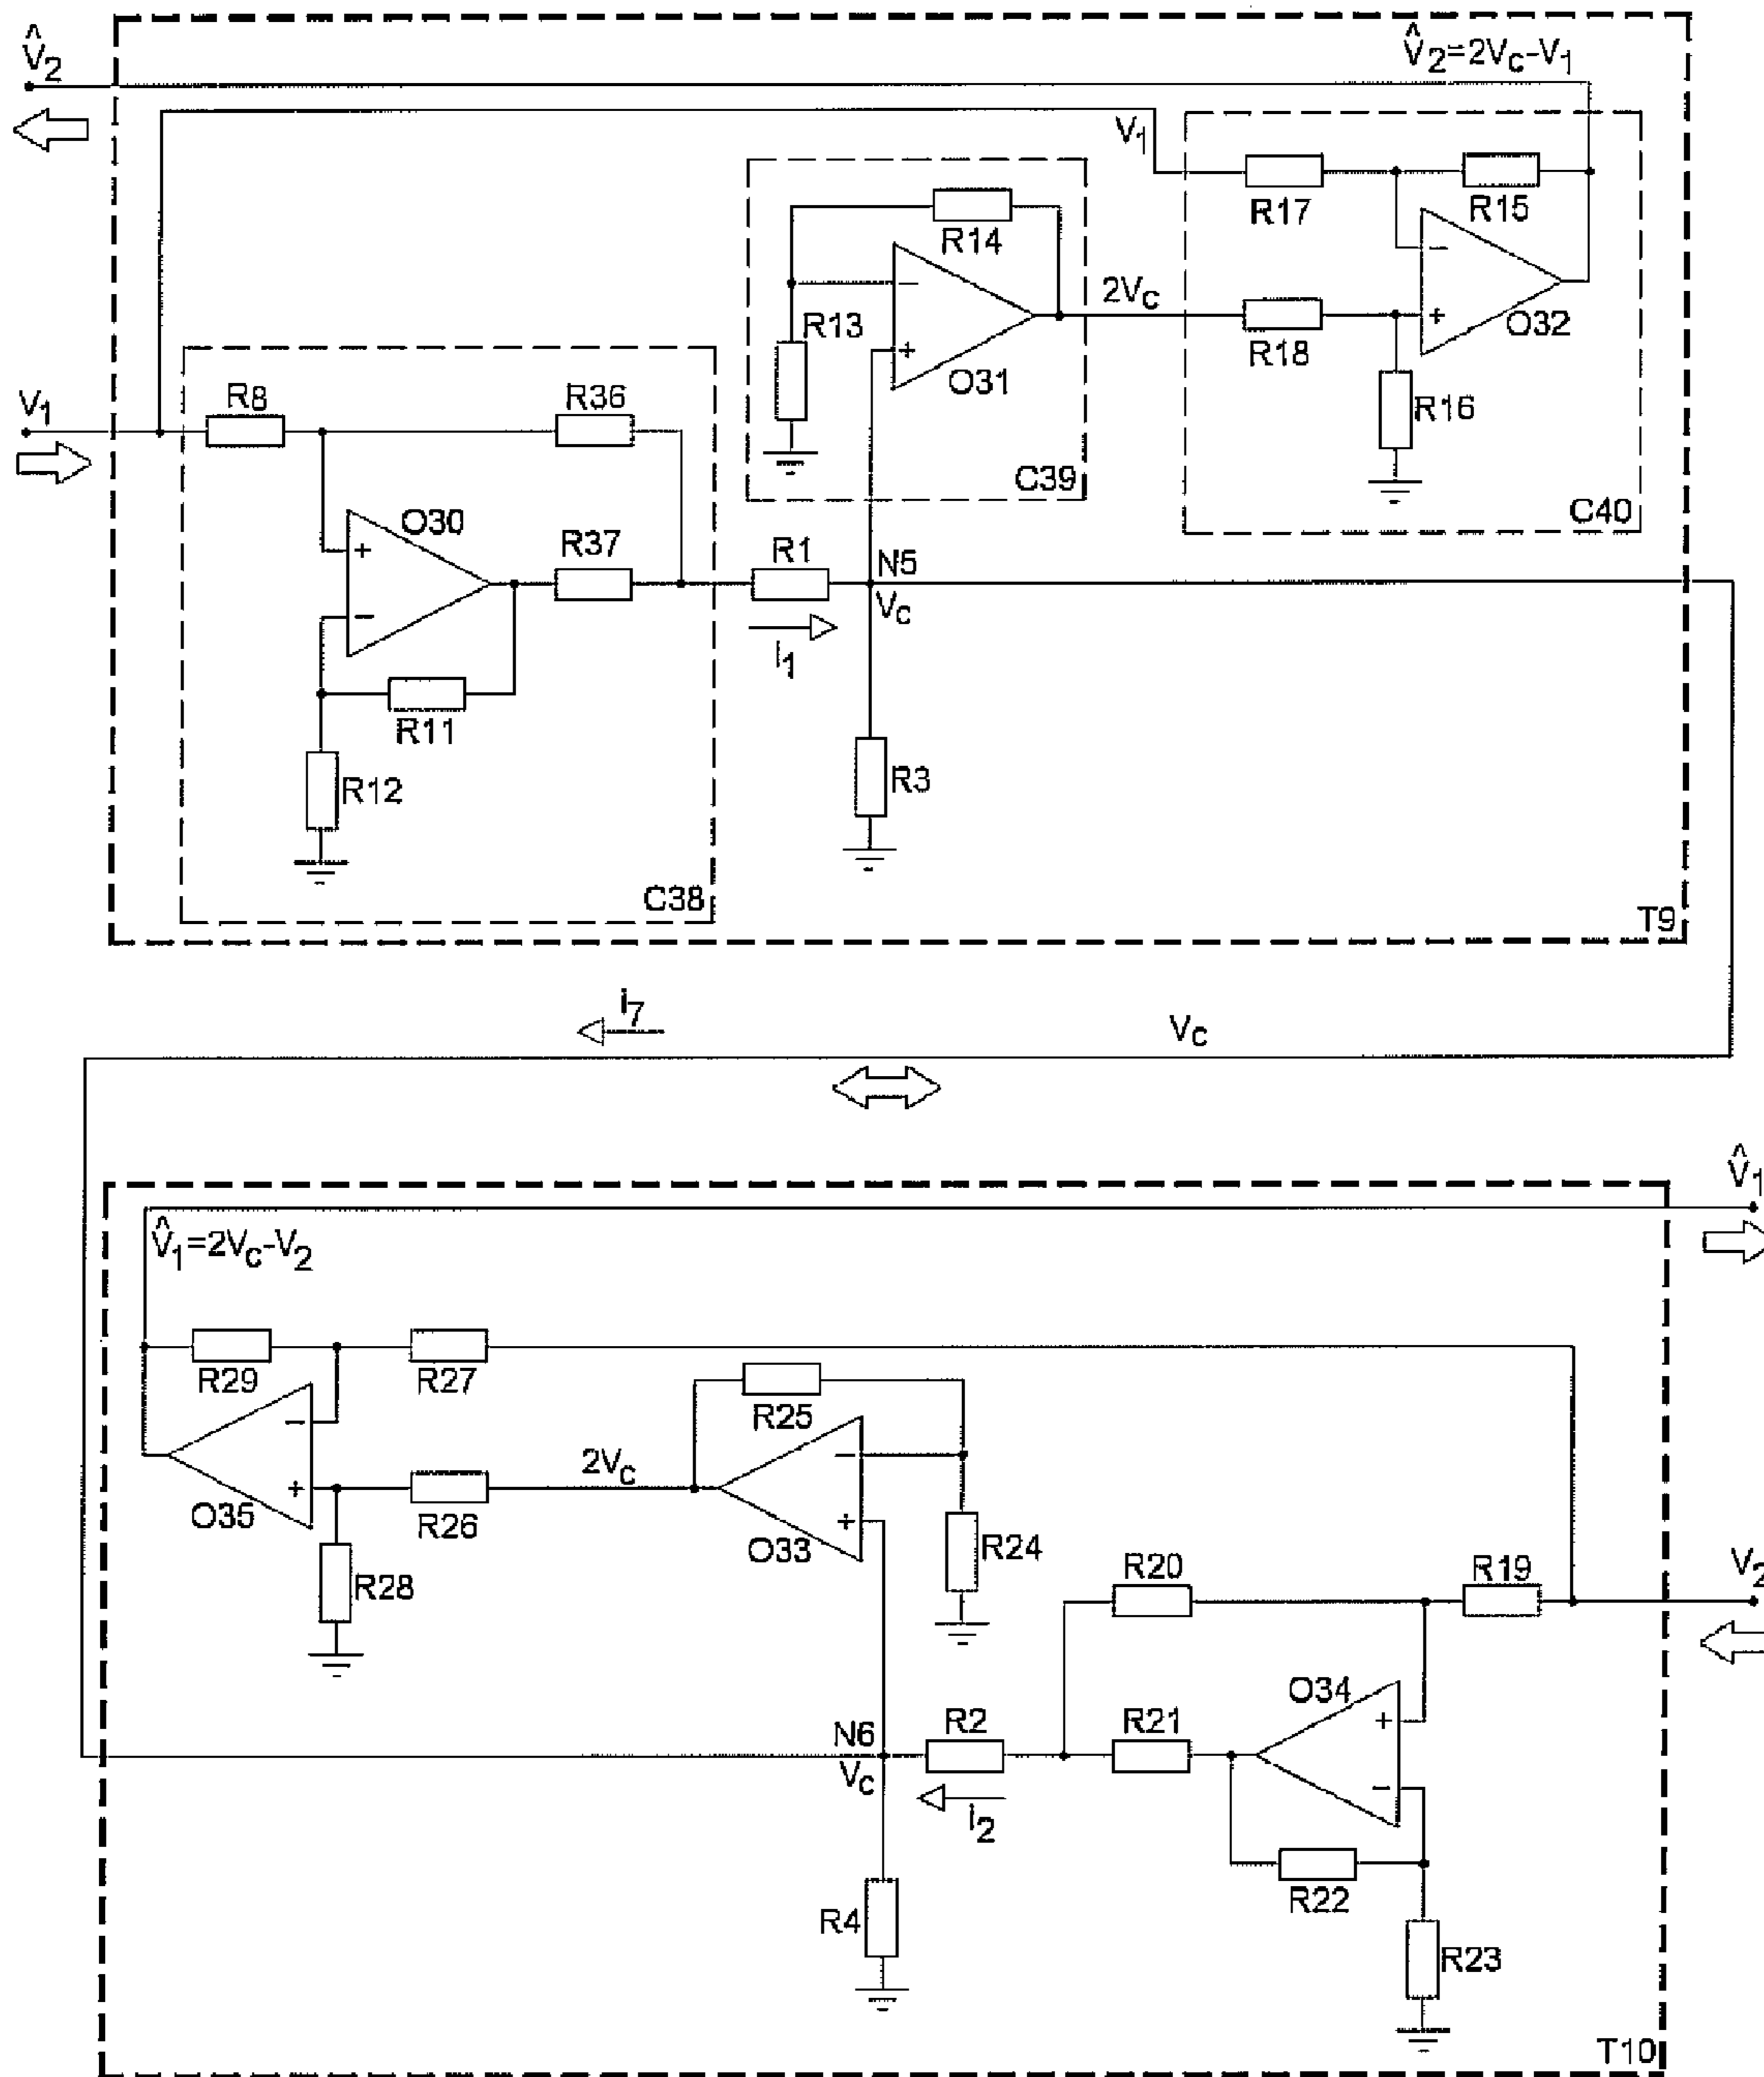 V̂2
V̂2=2VC-V1
V1
R17
R15
R14
2VC
R13
O31
R18
O32
R16
V1
R8
R36
C39
C40
O30
R37
R1
N5
VC
i1
R11
R12
R3
C38
T9
i7
VC
V̂1
V̂1=2VC-V2
R29
R27
R25
2VC
O35
R26
O33
R24
R28
R20
R19
V2
O34
N6
R2
R21
VC
i2
R22
R4
R23
T10